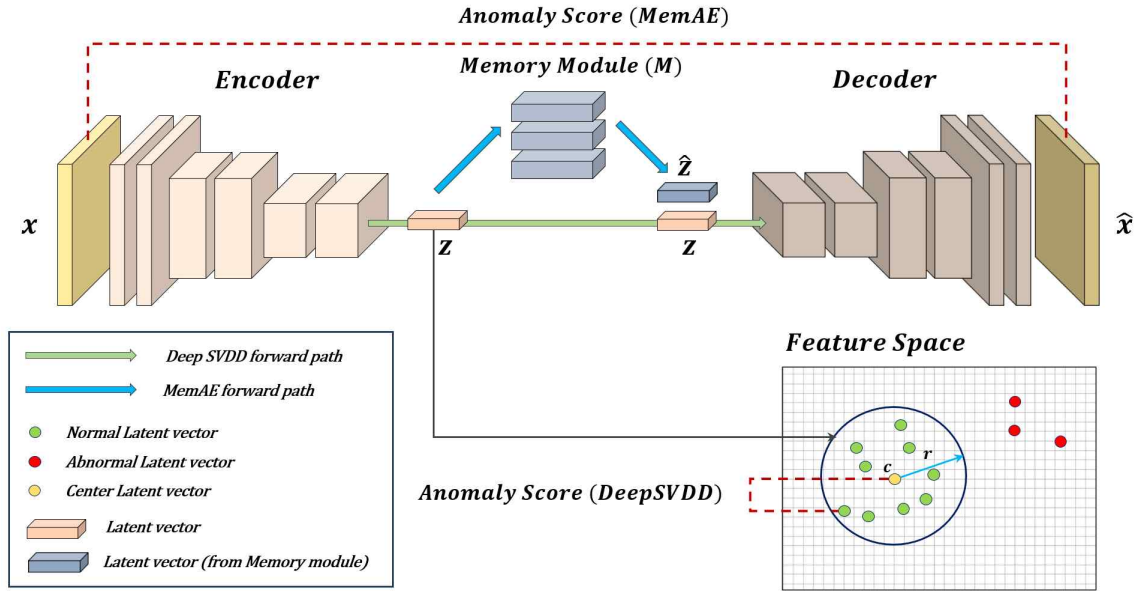 Anomaly Score (MemAE)
Encoder
Memory Module (M)
Decoder
ẑ
x
x̂
z
z
Feature Space
Deep SVDD forward path
MemAE forward path
Normal Latent vector
Abnormal Latent vector
Center Latent vector
Latent vector
Latent vector (from Memory module)
c
r
Anomaly Score (DeepSVDD)